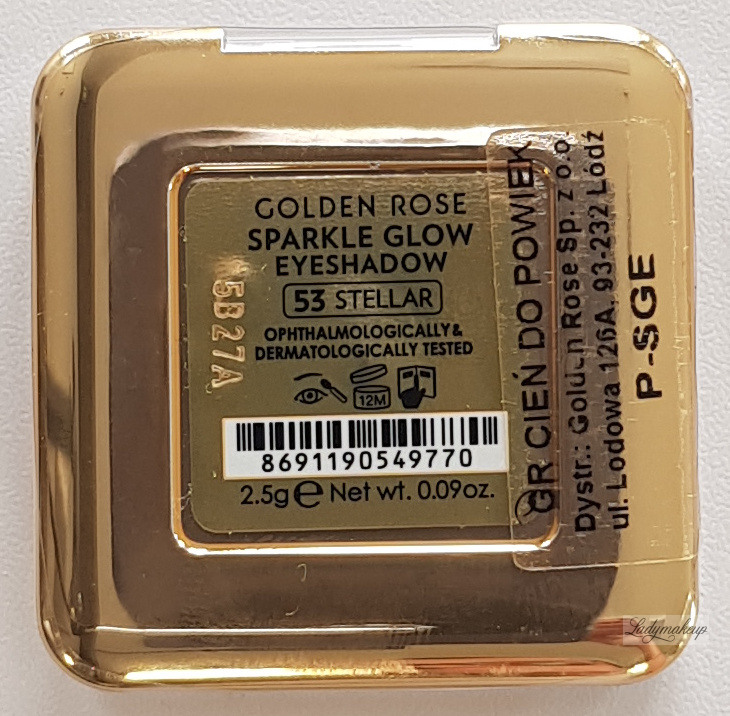 GOLDEN ROSE
SPARKLE GLOW
EYESHADOW
53 STELLAR
OPHTHALMOLOGICALLY &
DERMATOLOGICALLY TESTED
12M
8691190549770
2.5g e Net wt. 0.09oz.
5B27A
GR CIEŃ DO POWIEK
Dystr.: Golden Rose Sp. z o.o.
ul. Lodowa 126A, 93-232 Łódź
P-SGE
Ladymakeup